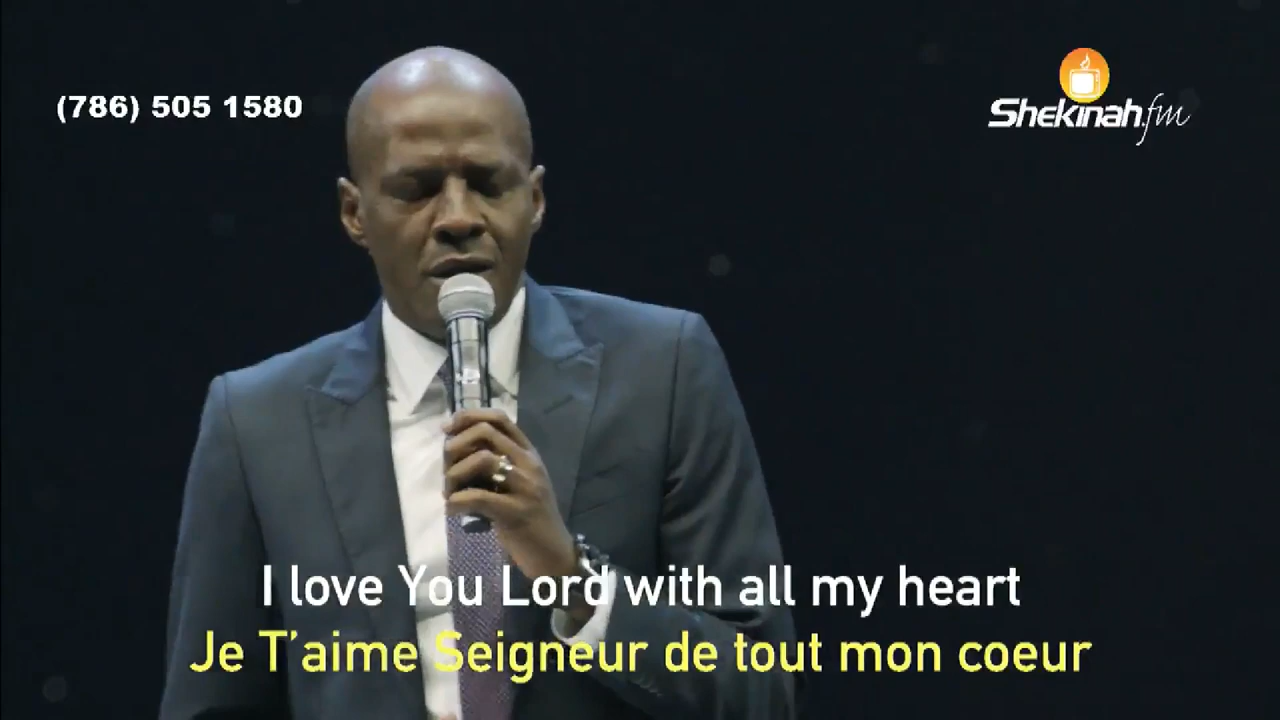 (786) 505 1580
Shekinah.fm
I love You Lord with all my heart
Je T'aime Seigneur de tout mon coeur